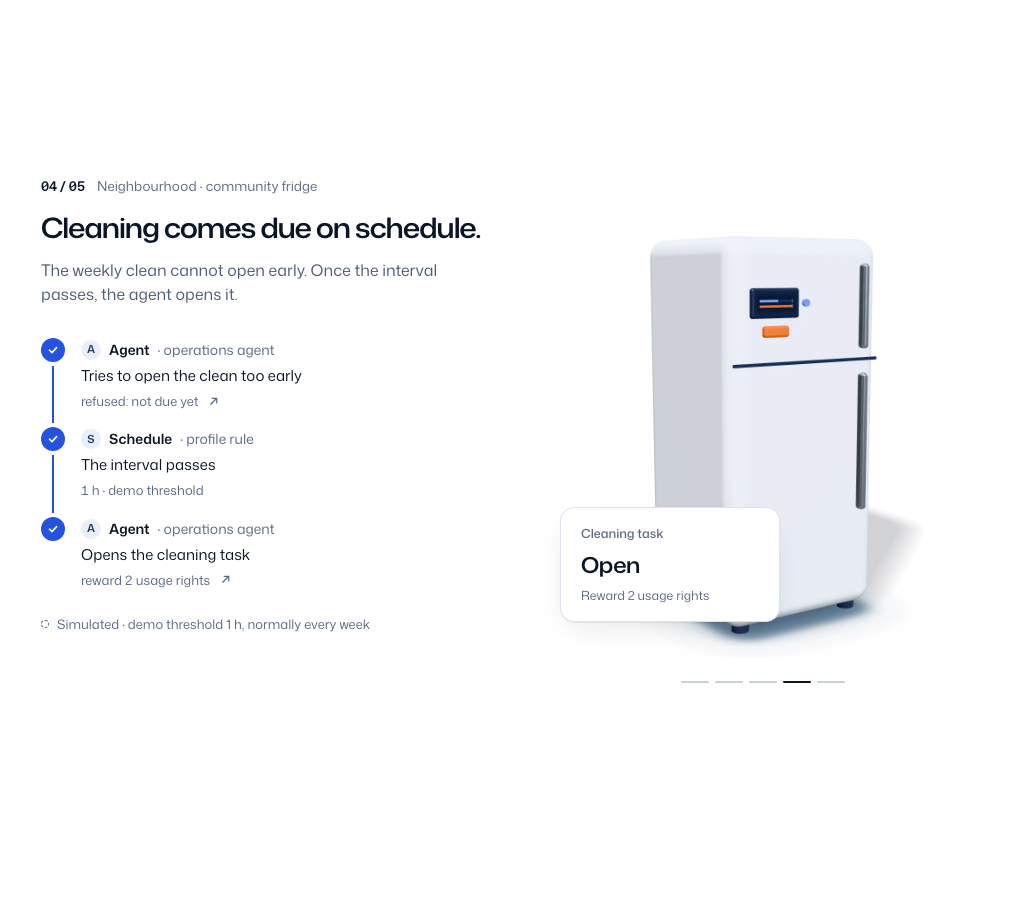 04 / 05 Neighbourhood · community fridge
Cleaning comes due on schedule.
The weekly clean cannot open early. Once the interval
passes, the agent opens it.
A Agent · operations agent
Tries to open the clean too early
refused: not due yet ↗
S Schedule · profile rule
The interval passes
1 h · demo threshold
A Agent · operations agent
Opens the cleaning task
reward 2 usage rights ↗
Simulated · demo threshold 1 h, normally every week
Cleaning task
Open
Reward 2 usage rights